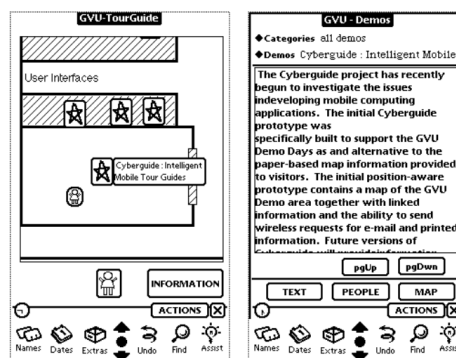 GVU-TourGuide
User Interfaces
Cyberguide : Intelligent
Mobile Tour Guides
INFORMATION
ACTIONS
Names Dates Extras Undo Find Assist
GVU - Demos
◆Categories all demos
◆Demos Cyberguide : Intelligent Mobile
The Cyberguide project has recently
begun to investigate the issues
indeveloping mobile computing
applications. The initial Cyberguide
prototype was
specifically built to support the GVU
Demo Days as and alternative to the
paper-based map information provided
to visitors. The initial position-aware
prototype contains a map of the GVU
Demo area together with linked
information and the ability to send
wireless requests for e-mail and printed
information. Future versions of
pgUp pgDwn
TEXT PEOPLE MAP
ACTIONS
Names Dates Extras Undo Find Assis